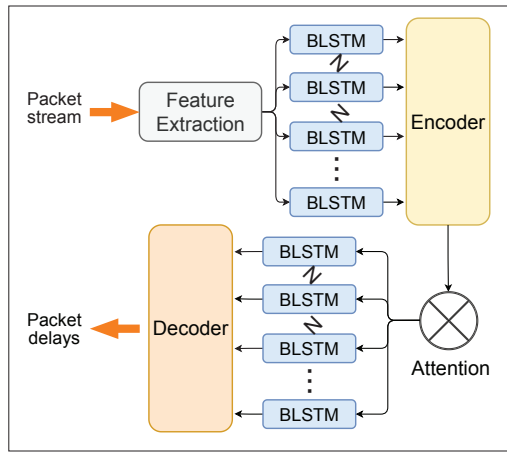 Packet
stream
Feature
Extraction
BLSTM
N
BLSTM
N
BLSTM
...
BLSTM
Encoder
Attention
BLSTM
N
BLSTM
N
BLSTM
...
BLSTM
Decoder
Packet
delays